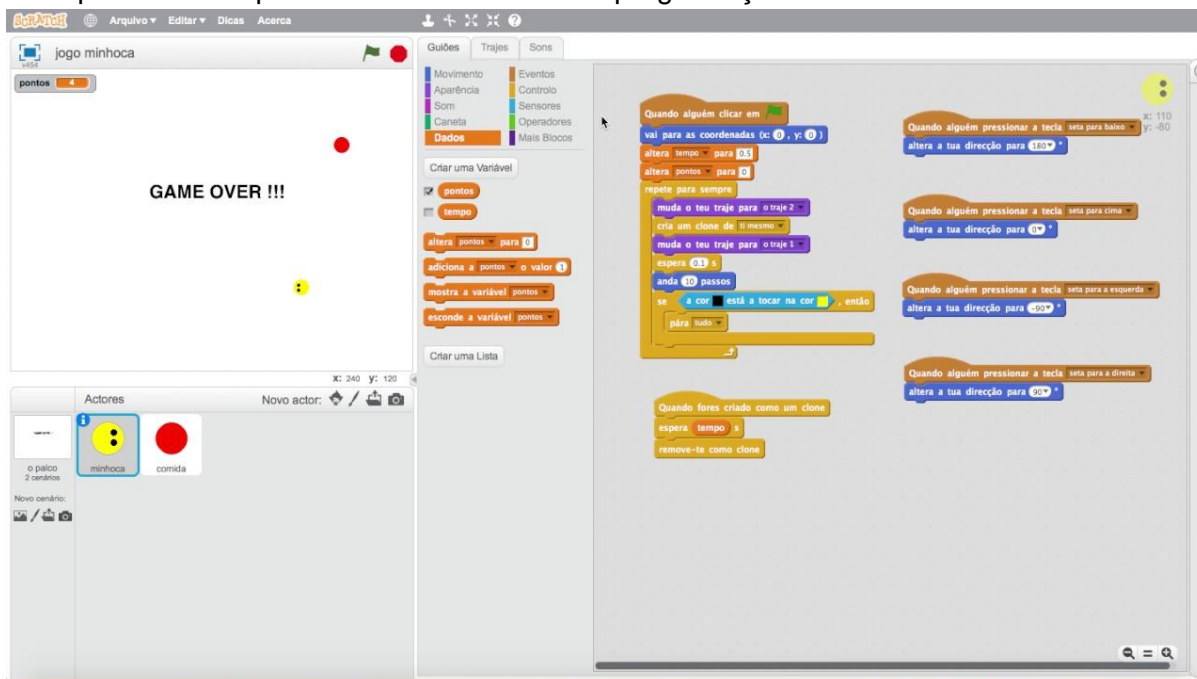 SCRATCH Arquivo Editar Dicas Acerca
jogo minhoca
v454
pontos 4
GAME OVER !!!
X: 240 y: 120
Actores
Novo actor:
o palco
2 cenários
minhoca
comida
Novo cenário:
Guiões Trajes Sons
Movimento Eventos
Aparência Controlo
Som Sensores
Caneta Operadores
Dados Mais Blocos
Criar uma Variável
pontos
tempo
altera pontos para 0
adiciona a pontos o valor 1
mostra a variável pontos
esconde a variável pontos
Criar uma Lista
Quando alguém clicar em
vai para as coordenadas (x: 0 , y: 0 )
altera tempo para 0.5
altera pontos para 0
repete para sempre
muda o teu traje para o traje 2
cria um clone de ti mesmo
muda o teu traje para o traje 1
espera 0.1 s
anda 10 passos
se a cor está a tocar na cor , então
pára tudo
Quando fores criado como um clone
espera tempo s
remove-te como clone
x: 110
y: -80
Quando alguém pressionar a tecla seta para baixo
altera a tua direcção para 180 °
Quando alguém pressionar a tecla seta para cima
altera a tua direcção para 0 °
Quando alguém pressionar a tecla seta para a esquerda
altera a tua direcção para -90 °
Quando alguém pressionar a tecla seta para a direita
altera a tua direcção para 90 °